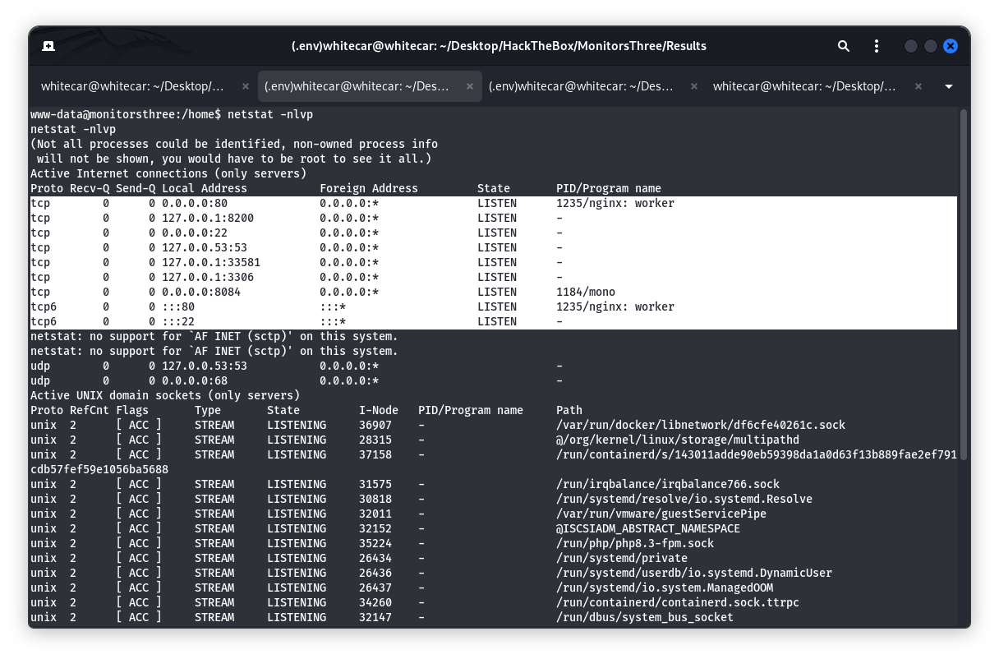 (.env)whitecar@whitecar: ~/Desktop/HackTheBox/MonitorsThree/Results
whitecar@whitecar: ~/Desktop/... × (.env)whitecar@whitecar: ~/Des... × (.env)whitecar@whitecar: ~/Des... × whitecar@whitecar: ~/Desktop/... ×
www-data@monitorsthree:/home$ netstat -nlvp
netstat -nlvp
(Not all processes could be identified, non-owned process info
 will not be shown, you would have to be root to see it all.)
Active Internet connections (only servers)
Proto Recv-Q Send-Q Local Address           Foreign Address         State       PID/Program name
tcp        0      0 0.0.0.0:80              0.0.0.0:*               LISTEN      1235/nginx: worker
tcp        0      0 127.0.0.1:8200          0.0.0.0:*               LISTEN      -
tcp        0      0 0.0.0.0:22              0.0.0.0:*               LISTEN      -
tcp        0      0 127.0.0.53:53           0.0.0.0:*               LISTEN      -
tcp        0      0 127.0.0.1:33581         0.0.0.0:*               LISTEN      -
tcp        0      0 127.0.0.1:3306          0.0.0.0:*               LISTEN      -
tcp        0      0 0.0.0.0:8084            0.0.0.0:*               LISTEN      1184/mono
tcp6       0      0 :::80                   :::*                    LISTEN      1235/nginx: worker
tcp6       0      0 :::22                   :::*                    LISTEN      -
netstat: no support for `AF INET (sctp)' on this system.
netstat: no support for `AF INET (sctp)' on this system.
udp        0      0 127.0.0.53:53           0.0.0.0:*                           -
udp        0      0 0.0.0.0:68              0.0.0.0:*                           -
Active UNIX domain sockets (only servers)
Proto RefCnt Flags       Type       State         I-Node   PID/Program name     Path
unix  2      [ ACC ]     STREAM     LISTENING     36907    -                    /var/run/docker/libnetwork/df6cfe40261c.sock
unix  2      [ ACC ]     STREAM     LISTENING     28315    -                    @/org/kernel/linux/storage/multipathd
unix  2      [ ACC ]     STREAM     LISTENING     37158    -                    /run/containerd/s/143011adde90eb59398da1a0d63f13b889fae2ef791
cdb57fef59e1056ba5688
unix  2      [ ACC ]     STREAM     LISTENING     31575    -                    /run/irqbalance/irqbalance766.sock
unix  2      [ ACC ]     STREAM     LISTENING     30818    -                    /run/systemd/resolve/io.systemd.Resolve
unix  2      [ ACC ]     STREAM     LISTENING     32011    -                    /var/run/vmware/guestServicePipe
unix  2      [ ACC ]     STREAM     LISTENING     32152    -                    @ISCSIADM_ABSTRACT_NAMESPACE
unix  2      [ ACC ]     STREAM     LISTENING     35224    -                    /run/php/php8.3-fpm.sock
unix  2      [ ACC ]     STREAM     LISTENING     26434    -                    /run/systemd/private
unix  2      [ ACC ]     STREAM     LISTENING     26436    -                    /run/systemd/userdb/io.systemd.DynamicUser
unix  2      [ ACC ]     STREAM     LISTENING     26437    -                    /run/systemd/io.system.ManagedOOM
unix  2      [ ACC ]     STREAM     LISTENING     34260    -                    /run/containerd/containerd.sock.ttrpc
unix  2      [ ACC ]     STREAM     LISTENING     32147    -                    /run/dbus/system_bus_socket